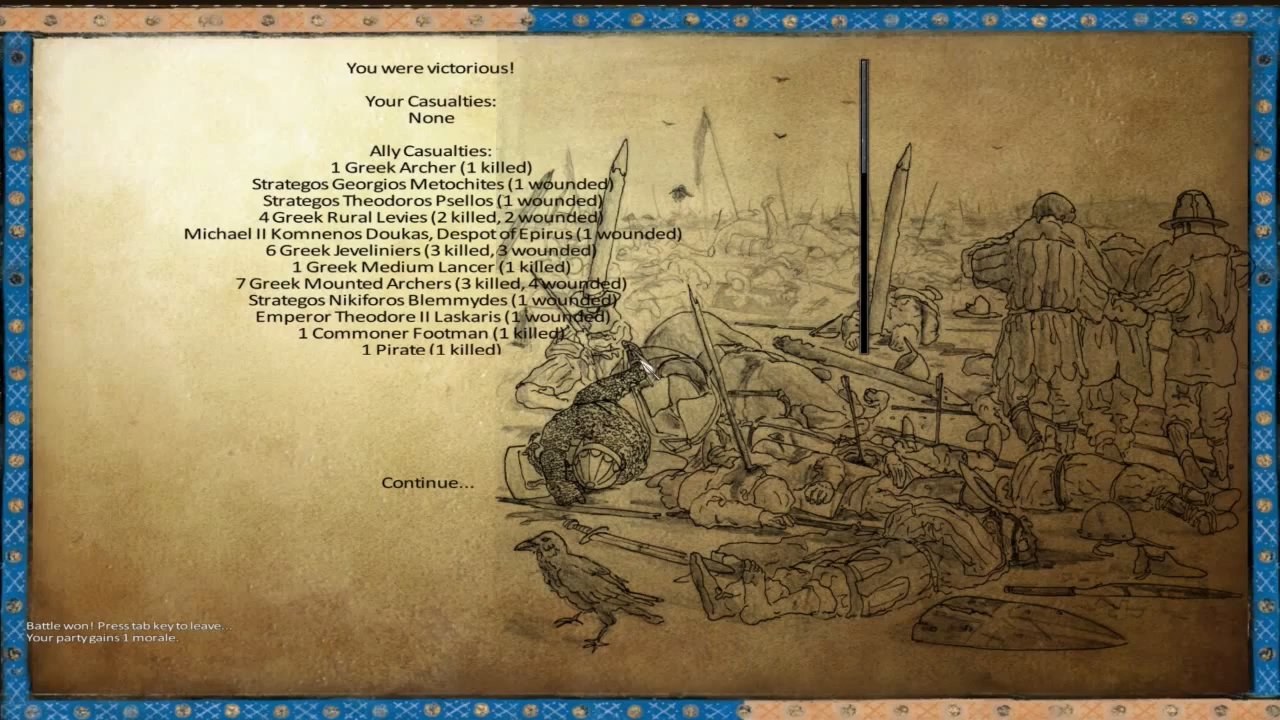 You were victorious!
Your Casualties:
None
Ally Casualties:
1 Greek Archer (1 killed)
Strategos Georgios Metochites (1 wounded)
Strategos Theodoros Psellos (1 wounded)
4 Greek Rural Levies (2 killed, 2 wounded)
Michael II Komnenos Doukas, Despot of Epirus (1 wounded)
6 Greek Jeveliniers (3 killed, 3 wounded)
1 Greek Medium Lancer (1 killed)
7 Greek Mounted Archers (3 killed, 4 wounded)
Strategos Nikiforos Blemmydes (1 wounded)
Emperor Theodore II Laskaris (1 wounded)
1 Commoner Footman (1 killed)
1 Pirate (1 killed)
Continue...
Battle won! Press tab key to leave...
Your party gains 1 morale.